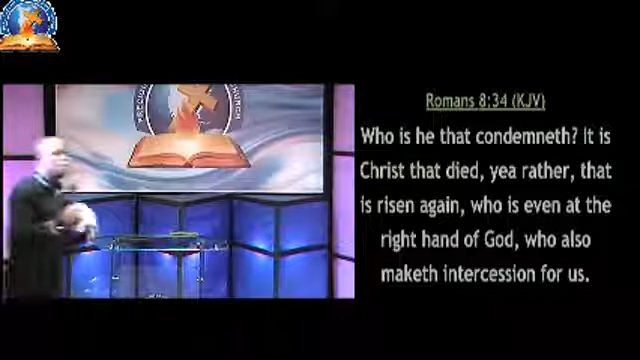 Romans 8:34 (KJV)
Who is he that condemneth? It is
Christ that died, yea rather, that
is risen again, who is even at the
right hand of God, who also
maketh intercession for us.
CHURCH